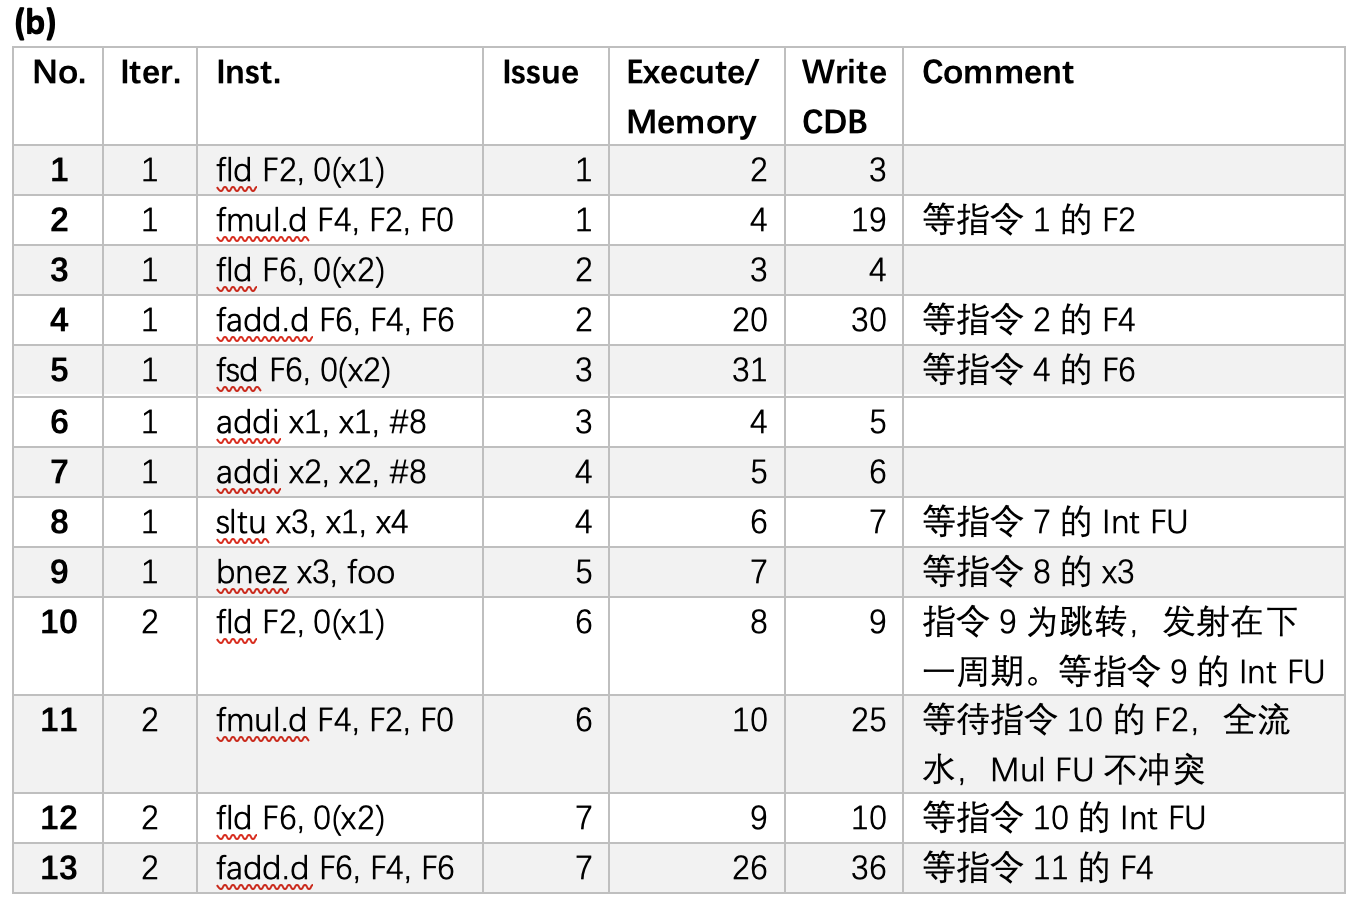 (b)
No. Iter. Inst. Issue Execute/ Write Comment
Memory CDB
1 1 fld F2, 0(x1) 1 2 3
2 1 fmul.d F4, F2, F0 1 4 19 等指令 1 的 F2
3 1 fld F6, 0(x2) 2 3 4
4 1 fadd.d F6, F4, F6 2 20 30 等指令 2 的 F4
5 1 fsd F6, 0(x2) 3 31 等指令 4 的 F6
6 1 addi x1, x1, #8 3 4 5
7 1 addi x2, x2, #8 4 5 6
8 1 sltu x3, x1, x4 4 6 7 等指令 7 的 Int FU
9 1 bnez x3, foo 5 7 等指令 8 的 x3
10 2 fld F2, 0(x1) 6 8 9 指令 9 为跳转，发射在下
一周期。等指令 9 的 Int FU
11 2 fmul.d F4, F2, F0 6 10 25 等待指令 10 的 F2，全流
水，Mul FU 不冲突
12 2 fld F6, 0(x2) 7 9 10 等指令 10 的 Int FU
13 2 fadd.d F6, F4, F6 7 26 36 等指令 11 的 F4